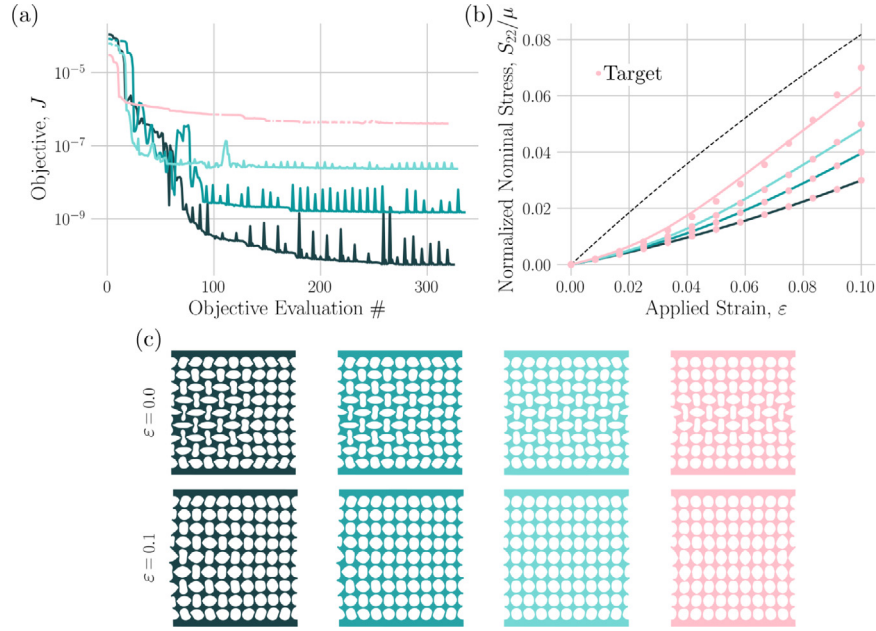 (a)
Objective, J
10⁻⁵
10⁻⁷
10⁻⁹
0
100
200
300
Objective Evaluation #
(b)
Normalized Nominal Stress, S₂₂/μ
0.08
0.06
0.04
0.02
0.00
Target
0.00
0.02
0.04
0.06
0.08
0.10
Applied Strain, ε
(c)
ε = 0.0
ε = 0.1